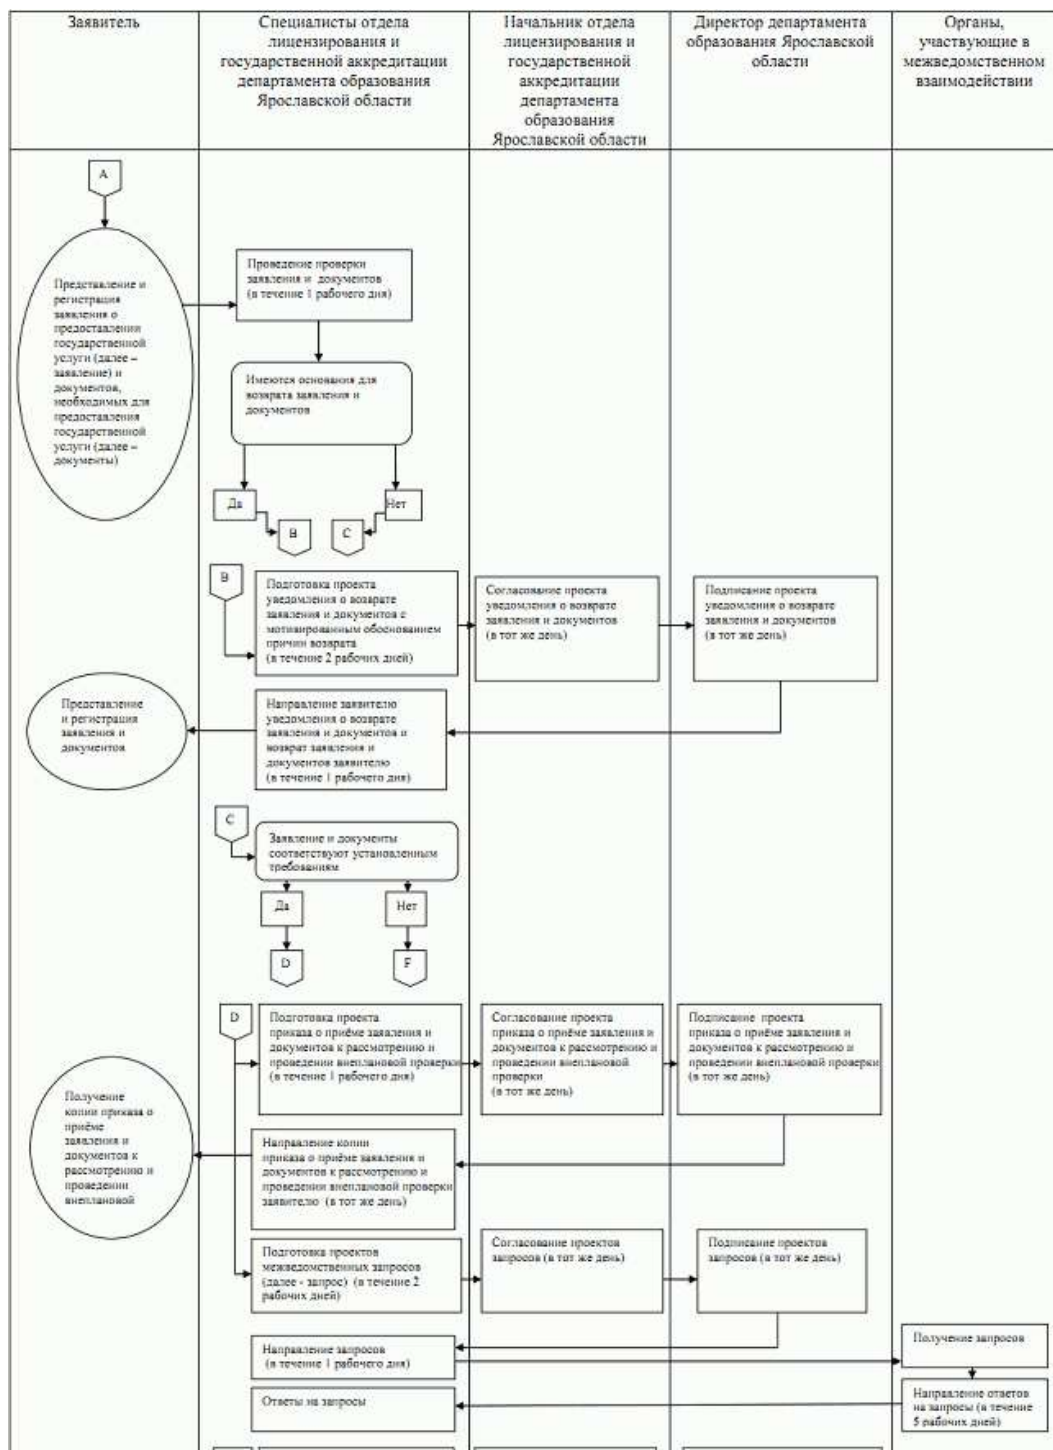 Заявитель
Специалисты отдела
лицензирования и
государственной аккредитации
департамента образования
Ярославской области
Начальник отдела
лицензирования и
государственной
аккредитации
департамента
образования
Ярославской области
Директор департамента
образования Ярославской
области
Органы,
участвующие в
межведомственном
взаимодействии
A
Представление и
регистрация
заявления о
предоставлении
государственной
услуги (далее –
заявление) и
документов,
необходимых для
предоставления
государственной
услуги (далее –
документы)
Проведение проверки
заявления и документов
(в течение 1 рабочего дня)
Имеются основания для
возврата заявления и
документов
Да
Нет
B
C
B
Подготовка проекта
уведомления о возврате
заявления и документов с
мотивированным обоснованием
причин возврата
(в течение 2 рабочих дней)
Согласование проекта
уведомления о возврате
заявления и документов
(в тот же день)
Подписание проекта
уведомления о возврате
заявления и документов
(в тот же день)
Представление
и регистрация
заявления и
документов
Направление заявителю
уведомления о возврате
заявления и документов и
возврат заявления и
документов заявителю
(в течение 1 рабочего дня)
C
Заявление и документы
соответствуют установленным
требованиям
Да
Нет
D
F
D
Подготовка проекта
приказа о приёме заявления и
документов к рассмотрению и
проведении внеплановой проверки
(в течение 1 рабочего дня)
Согласование проекта
приказа о приёме заявления и
документов к рассмотрению и
проведении внеплановой
проверки
(в тот же день)
Подписание проекта
приказа о приёме заявления и
документов к рассмотрению и
проведении внеплановой проверки
(в тот же день)
Получение
копии приказа о
приёме
заявления и
документов к
рассмотрению и
проведении
внеплановой
Направление копии
приказа о приёме заявления и
документов к рассмотрению и
проведении внеплановой проверки
заявителю (в тот же день)
Подготовка проектов
межведомственных запросов
(далее - запрос) (в течение 2
рабочих дней)
Согласование проектов
запросов (в тот же день)
Подписание проектов
запросов (в тот же день)
Направление запросов
(в течение 1 рабочего дня)
Получение запросов
Ответы на запросы
Направление ответов
на запросы (в течение
5 рабочих дней)